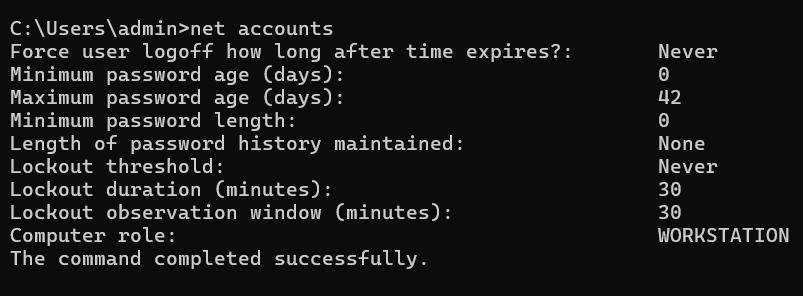 C:\Users\admin>net accounts
Force user logoff how long after time expires?:       Never
Minimum password age (days):                          0
Maximum password age (days):                          42
Minimum password length:                              0
Length of password history maintained:                None
Lockout threshold:                                    Never
Lockout duration (minutes):                           30
Lockout observation window (minutes):                 30
Computer role:                                        WORKSTATION
The command completed successfully.